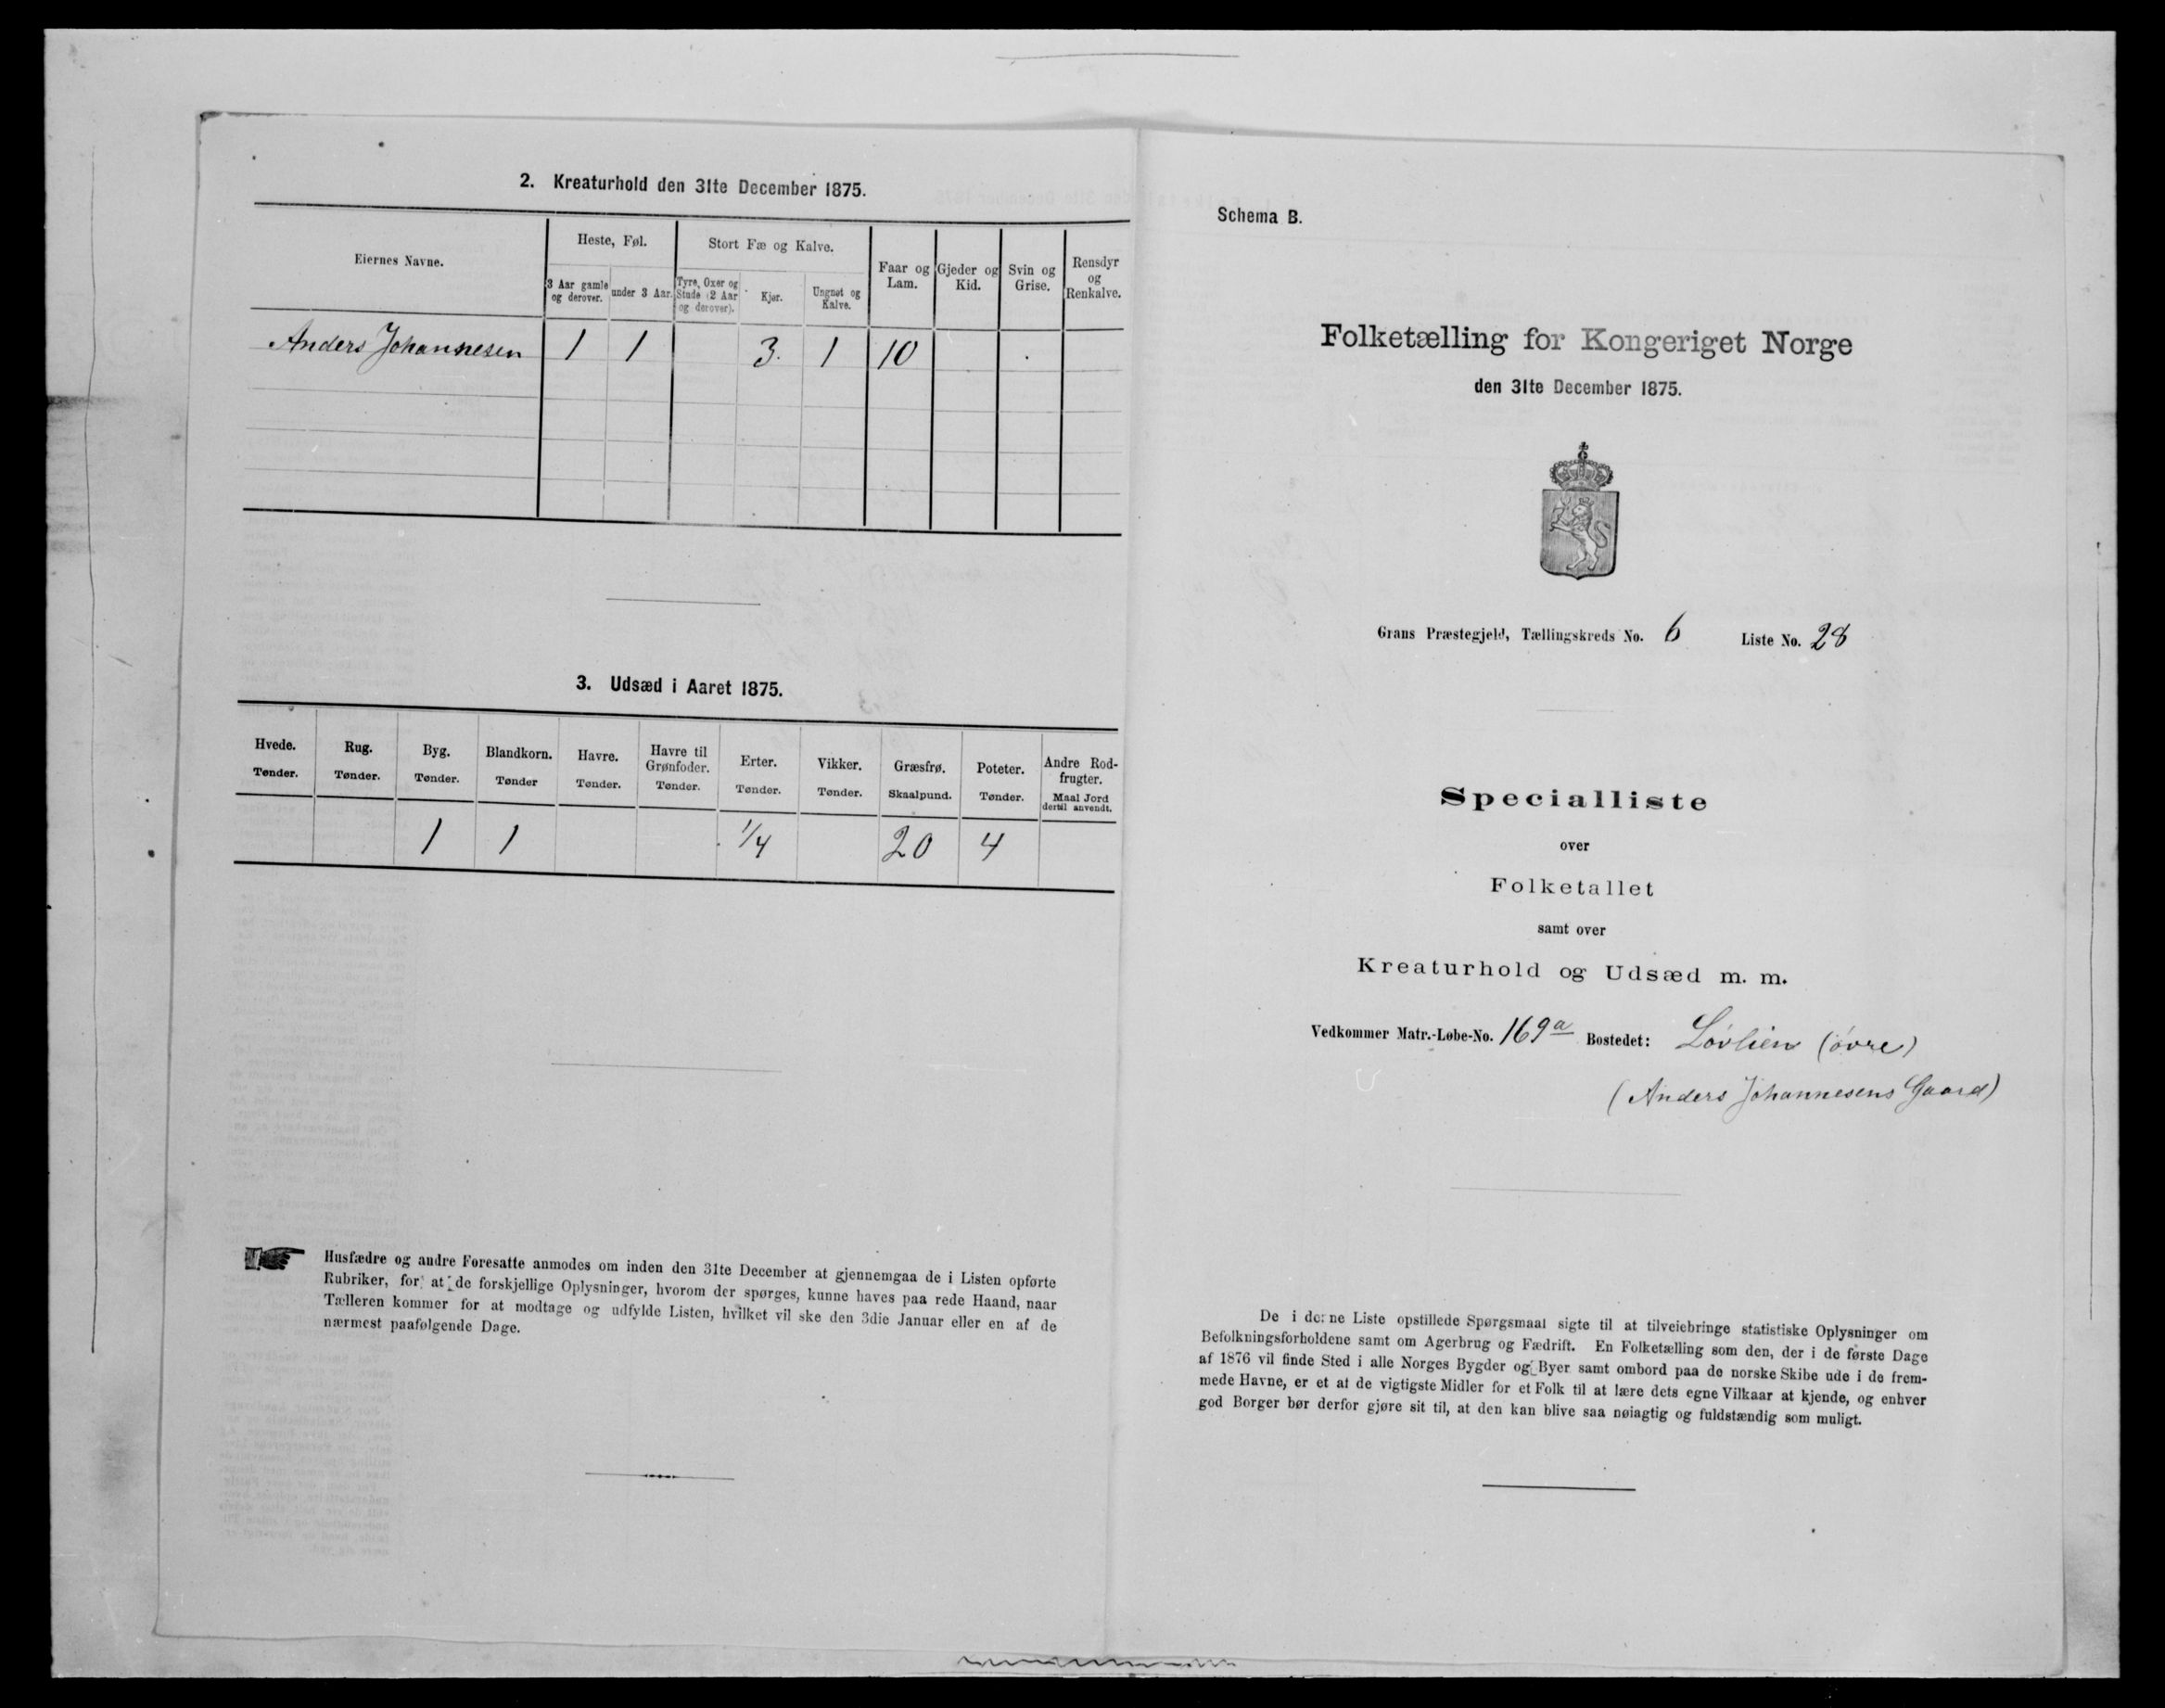 2. Kreaturhold den 31te December 1875.
Eiernes Navne.
Heste, Føl.
Stort Fæ og Kalve.
Faar og Lam.
Gjeder og Kid.
Svin og Grise.
Rensdyr og Renkalve.
3 Aar gamle og derover.
under 3 Aar.
Tyre, Oxer og Stude (2 Aar og derover).
Kjør.
Ungnøt og Kalve.
Anders Johannesen 1 1 3. 1 10
3. Udsæd i Aaret 1875.
Hvede. Rug. Byg. Blandkorn. Havre. Havre til Grønfoder. Erter. Vikker. Græsfrø. Poteter. Andre Rodfrugter.
Tønder. Tønder. Tønder. Tønder Tønder. Tønder. Tønder. Tønder. Skaalpund. Tønder. Maal Jord dertil anvendt.
1 1 1/4 20 4
Husfædre og andre Foresatte anmodes om inden den 31te December at gjennemgaa de i Listen opførte
Rubriker, for at de forskjellige Oplysninger, hvorom der spørges, kunne haves paa rede Haand, naar
Tælleren kommer for at modtage og udfylde Listen, hvilket vil ske den 3die Januar eller en af de
nærmest paafølgende Dage.
Schema B.
Folketælling for Kongeriget Norge
den 31te December 1875.
Grans Præstegjeld, Tællingskreds No. 6 Liste No. 28
Specialliste
over
Folketallet
samt over
Kreaturhold og Udsæd m. m.
Vedkommer Matr.-Løbe-No. 169a Bostedet: Lövlien (övre)
(Anders Johannesens Gaard)
De i denne Liste opstillede Spørgsmaal sigte til at tilveiebringe statistiske Oplysninger om
Befolkningsforholdene samt om Agerbrug og Fædrift. En Folketælling som den, der i de første Dage
af 1876 vil finde Sted i alle Norges Bygder og Byer samt ombord paa de norske Skibe ude i de frem-
mede Havne, er et af de vigtigste Midler for et Folk til at lære dets egne Vilkaar at kjende, og enhver
god Borger bør derfor gjøre sit til, at den kan blive saa nøiagtig og fuldstændig som muligt.